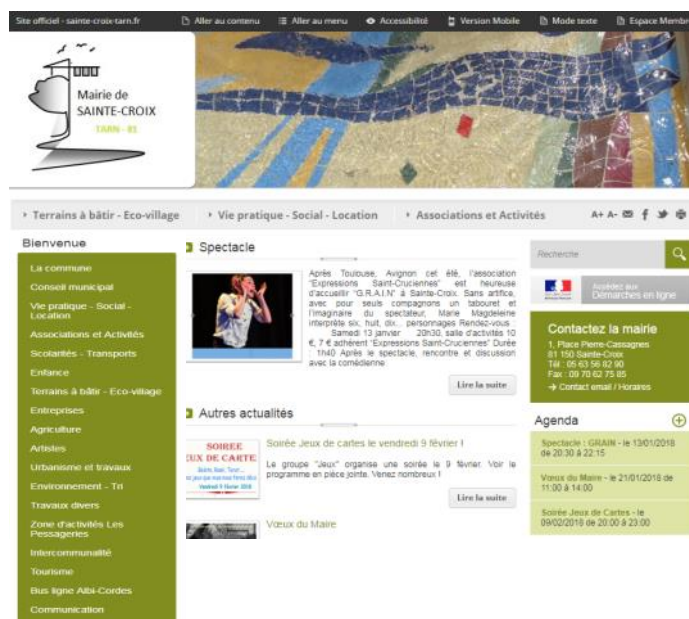 Site officiel - sainte-croix-tarn.fr
Aller au contenu
Aller au menu
Accessibilité
Version Mobile
Mode texte
Espace Membr
Mairie de
SAINTE-CROIX
TARN - 81
Terrains à bâtir - Eco-village
Vie pratique - Social - Location
Associations et Activités
A+ A-
Bienvenue
La commune
Conseil municipal
Vie pratique - Social -
Location
Associations et Activités
Scolarités - Transports
Enfance
Terrains à bâtir - Eco-village
Entreprises
Agriculture
Artistes
Urbanisme et travaux
Environnement - Tri
Travaux divers
Zone d'activités Les
Pessageries
Intercommunalité
Tourisme
Bus ligne Albi-Cordes
Communication
Spectacle
Après Toulouse, Avignon cet été, l'association
"Expressions Saint-Cruciennes" est heureuse
d'accueillir "G.R.A.I.N" à Sainte-Croix. Sans artifice,
avec pour seuls compagnons un tabouret et
l'imaginaire du spectateur, Marie Magdeleine
interprète six, huit, dix... personnages Rendez-vous :
Samedi 13 janvier 20h30, salle d'activités 10
€, 7 € adhérent "Expressions Saint-Cruciennes" Durée
: 1h40 Après le spectacle, rencontre et discussion
avec la comédienne
Lire la suite
Autres actualités
SOIREE
EUX DE CARTE
Vendredi 9 février 2018
Soirée Jeux de cartes le vendredi 9 février !
Le groupe "Jeux" organise une soirée le 9 février. Voir le
programme en pièce jointe. Venez nombreux !
Lire la suite
Vœux du Maire
Recherche
Accédez aux
Démarches en ligne
Contactez la mairie
1, Place Pierre-Cassagnes
81 150 Sainte-Croix
Tél : 05 63 56 82 90
Fax : 09 70 62 75 85
Contact email / Horaires
Agenda
Spectacle : GRAIN - le 13/01/2018
de 20:30 à 22:15
Vœux du Maire - le 21/01/2018 de
11:00 à 14:00
Soirée Jeux de Cartes - le
09/02/2018 de 20:00 à 23:00